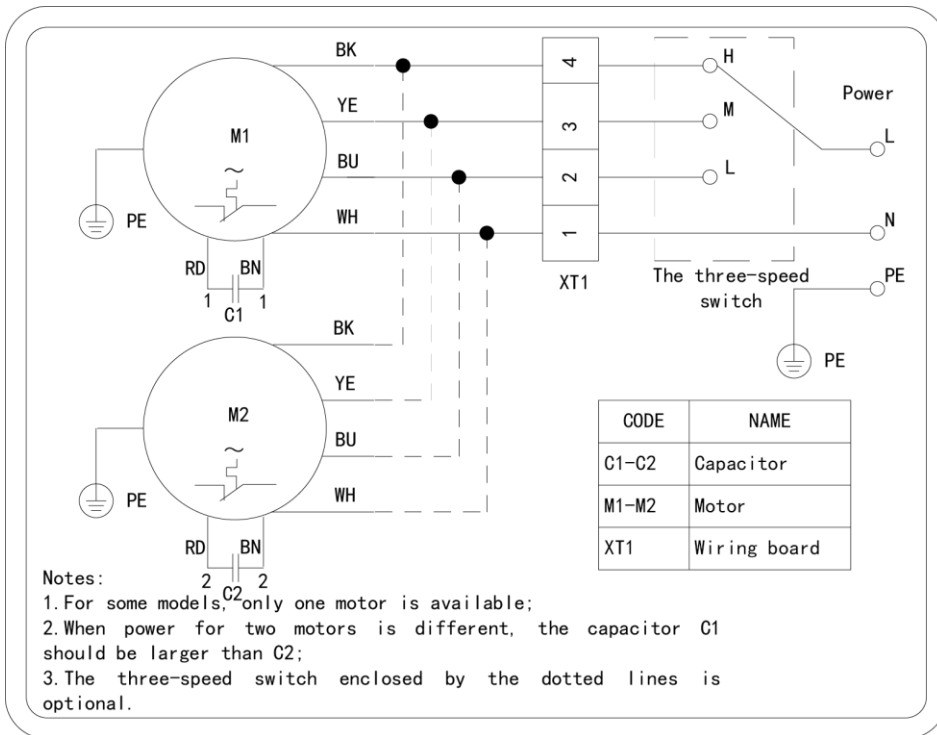 BK
H
4
Power
YE
M
3
M1
L
BU
L
2
~
WH
N
1
PE
RD BN
XT1
The three-speed
switch
PE
1 1
C1
BK
PE
YE
M2
CODE NAME
BU
C1-C2 Capacitor
~
WH
PE
M1-M2 Motor
RD BN
XT1 Wiring board
2 2
C2
Notes:
1. For some models, only one motor is available;
2. When power for two motors is different, the capacitor C1
should be larger than C2;
3. The three-speed switch enclosed by the dotted lines is
optional.